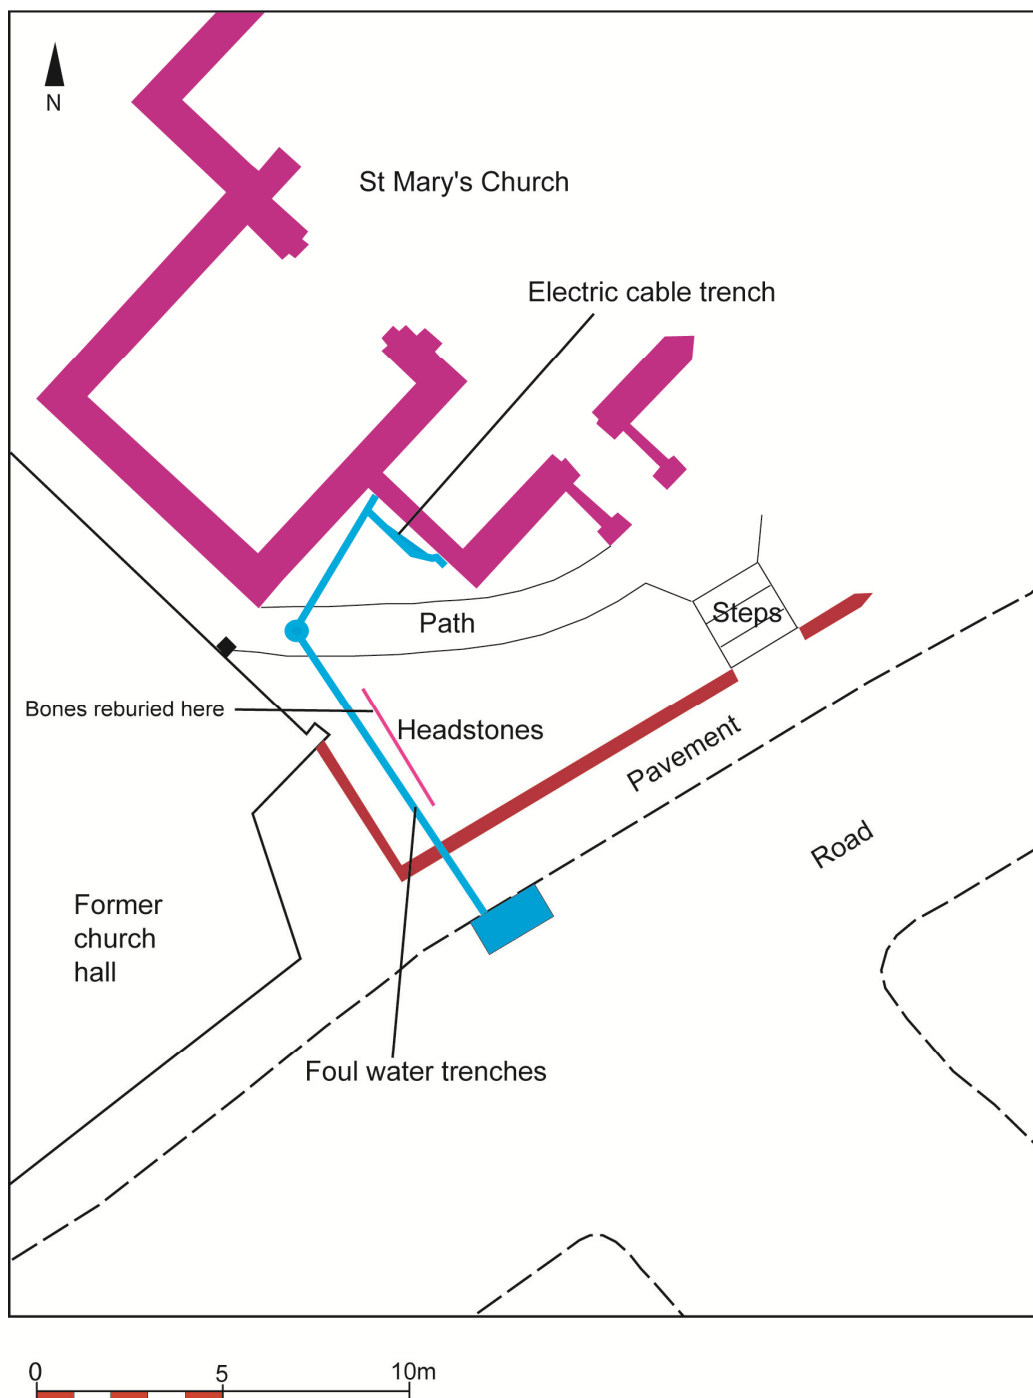 N
St Mary's Church
Electric cable trench
Path
Steps
Bones reburied here
Headstones
Pavement
Road
Former
church
hall
Foul water trenches
0 5 10m